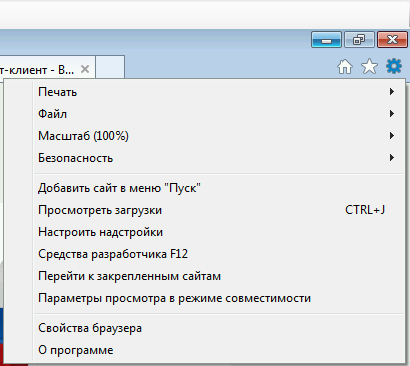 т-клиент - В...
Печать
Файл
Масштаб (100%)
Безопасность
Добавить сайт в меню "Пуск"
Просмотреть загрузки CTRL+J
Настроить надстройки
Средства разработчика F12
Перейти к закрепленным сайтам
Параметры просмотра в режиме совместимости
Свойства браузера
О программе